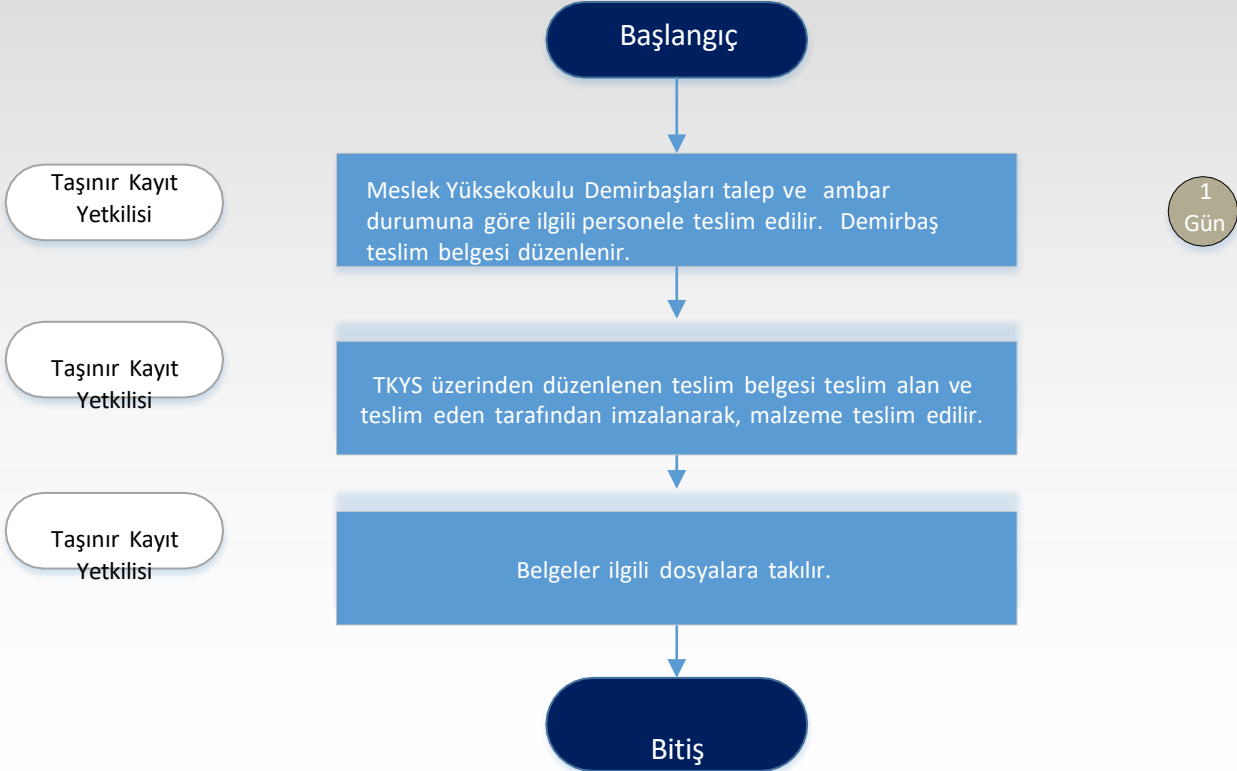 Başlangıç
Taşınır Kayıt
Yetkilisi
Meslek Yüksekokulu Demirbaşları talep ve ambar
durumuna göre ilgili personele teslim edilir. Demirbaş
teslim belgesi düzenlenir.
1
Gün
Taşınır Kayıt
Yetkilisi
TKYS üzerinden düzenlenen teslim belgesi teslim alan ve
teslim eden tarafından imzalanarak, malzeme teslim edilir.
Taşınır Kayıt
Yetkilisi
Belgeler ilgili dosyalara takılır.
Bitiş